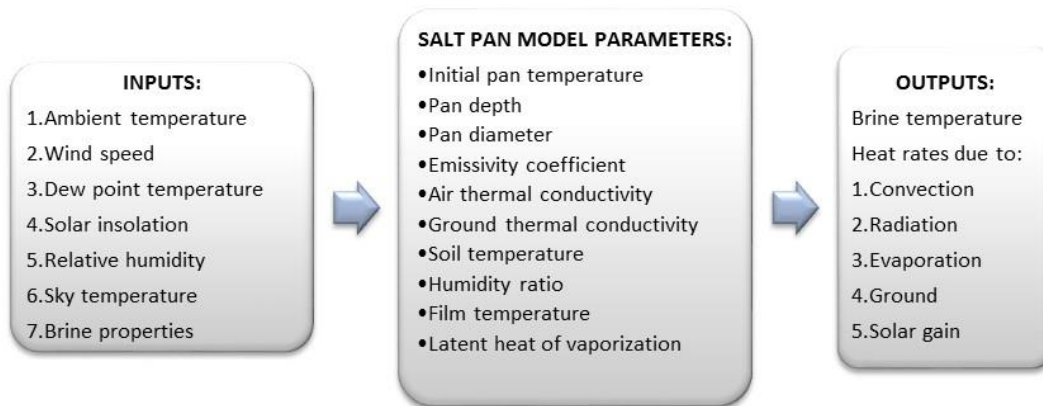 INPUTS:
1.Ambient temperature
2.Wind speed
3.Dew point temperature
4.Solar insolation
5.Relative humidity
6.Sky temperature
7.Brine properties
SALT PAN MODEL PARAMETERS:
•Initial pan temperature
•Pan depth
•Pan diameter
•Emissivity coefficient
•Air thermal conductivity
•Ground thermal conductivity
•Soil temperature
•Humidity ratio
•Film temperature
•Latent heat of vaporization
OUTPUTS:
Brine temperature
Heat rates due to:
1.Convection
2.Radiation
3.Evaporation
4.Ground
5.Solar gain